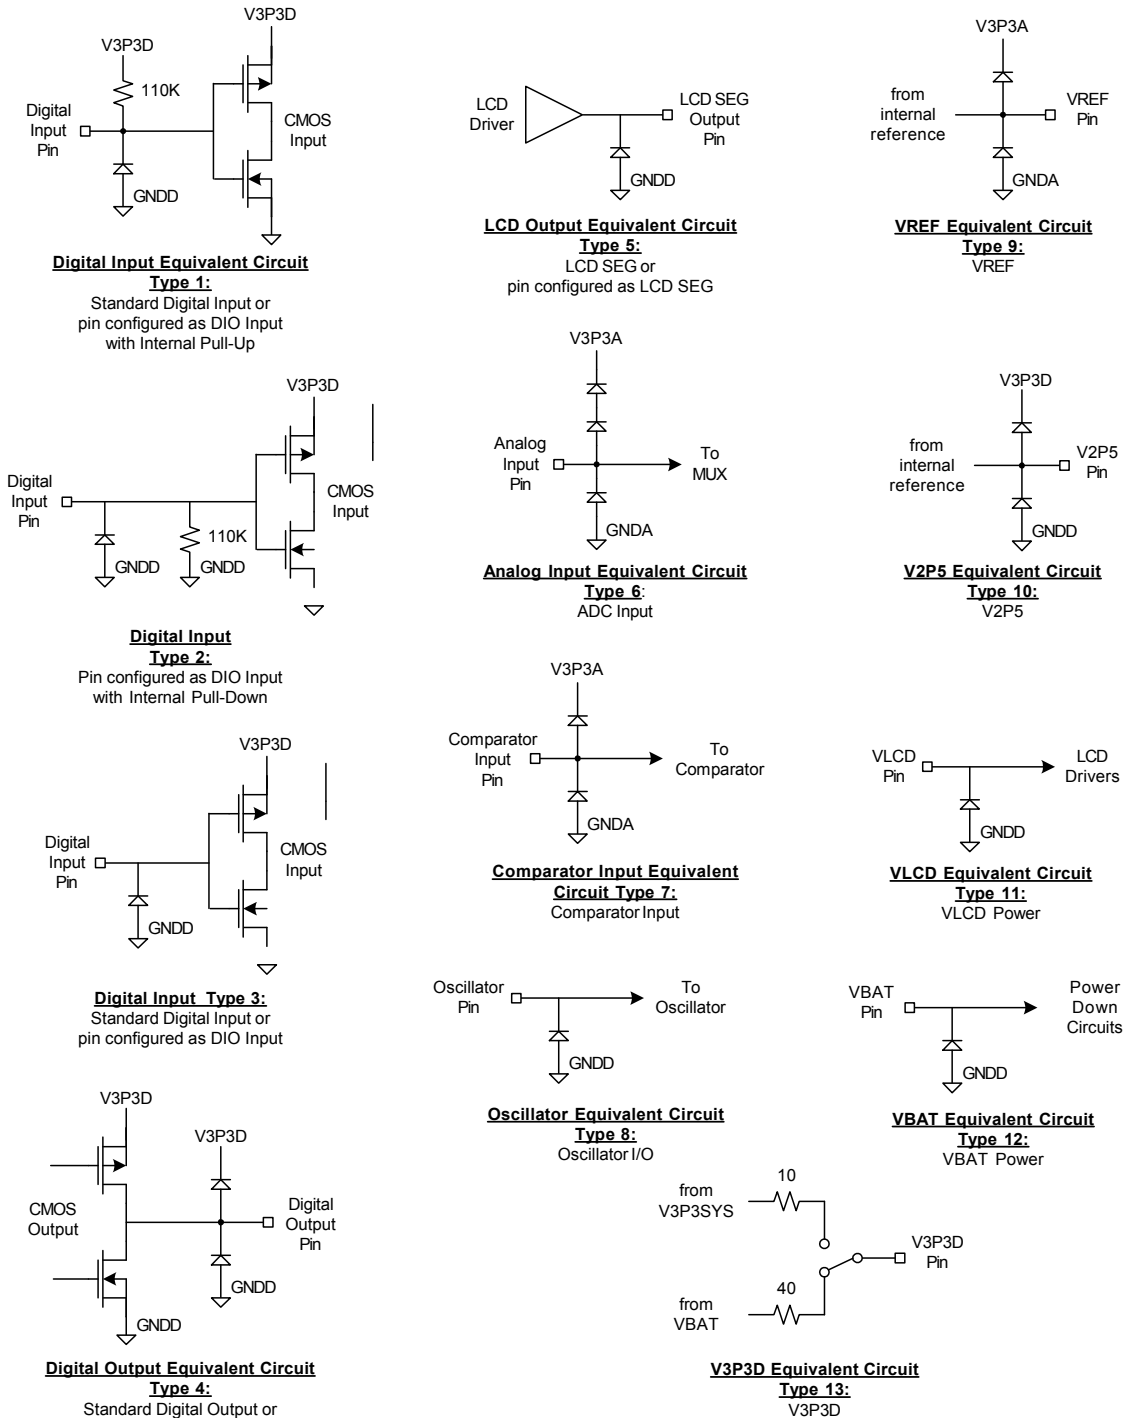 V3P3D
V3P3D
110K
Digital
Input
Pin
CMOS
Input
GNDD
Digital Input Equivalent Circuit
Type 1:
Standard Digital Input or
pin configured as DIO Input
with Internal Pull-Up
V3P3D
Digital
Input
Pin
CMOS
Input
110K
GNDD
GNDD
Digital Input
Type 2:
Pin configured as DIO Input
with Internal Pull-Down
V3P3D
Digital
Input
Pin
CMOS
Input
GNDD
Digital Input Type 3:
Standard Digital Input or
pin configured as DIO Input
V3P3D
V3P3D
CMOS
Output
Digital
Output
Pin
GNDD
GNDD
Digital Output Equivalent Circuit
Type 4:
Standard Digital Output or
LCD
Driver
LCD SEG
Output
Pin
GNDD
LCD Output Equivalent Circuit
Type 5:
LCD SEG or
pin configured as LCD SEG
V3P3A
Analog
Input
Pin
To
MUX
GNDA
Analog Input Equivalent Circuit
Type 6:
ADC Input
V3P3A
Comparator
Input
Pin
To
Comparator
GNDA
Comparator Input Equivalent
Circuit Type 7:
Comparator Input
Oscillator
Pin
To
Oscillator
GNDD
Oscillator Equivalent Circuit
Type 8:
Oscillator I/O
V3P3A
from
internal
reference
VREF
Pin
GNDA
VREF Equivalent Circuit
Type 9:
VREF
V3P3D
from
internal
reference
V2P5
Pin
GNDD
V2P5 Equivalent Circuit
Type 10:
V2P5
VLCD
Pin
LCD
Drivers
GNDD
VLCD Equivalent Circuit
Type 11:
VLCD Power
VBAT
Pin
Power
Down
Circuits
GNDD
VBAT Equivalent Circuit
Type 12:
VBAT Power
from
V3P3SYS
10
V3P3D
Pin
from
VBAT
40
V3P3D Equivalent Circuit
Type 13:
V3P3D